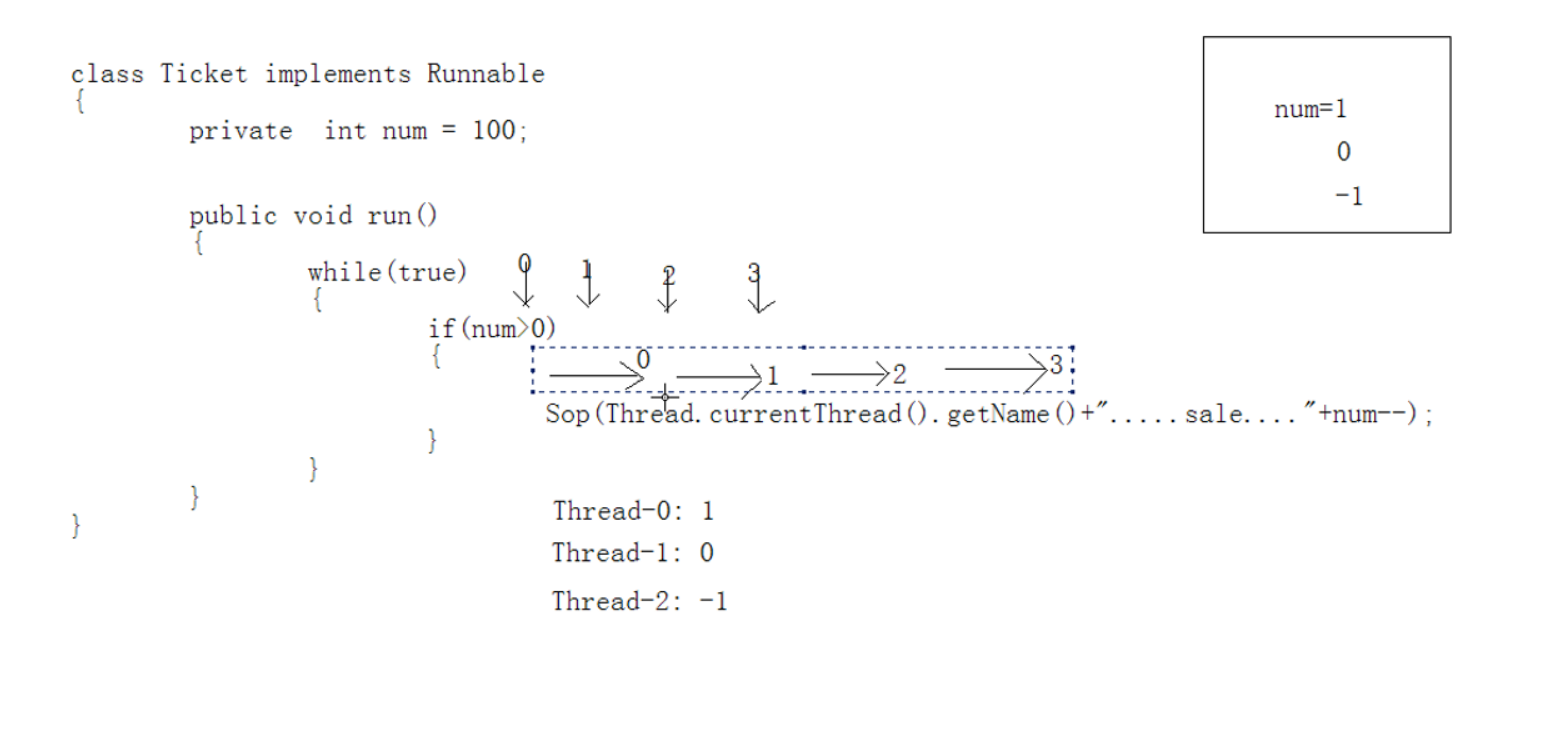 class Ticket implements Runnable
{
private int num = 100;
public void run()
{
while(true)
0 1 2 3
{
if(num>0)
{
0 1 2 3
Sop(Thread.currentThread().getName()+".....sale...."+num--);
}
}
}
}
Thread-0: 1
Thread-1: 0
Thread-2: -1
num=1
0
-1